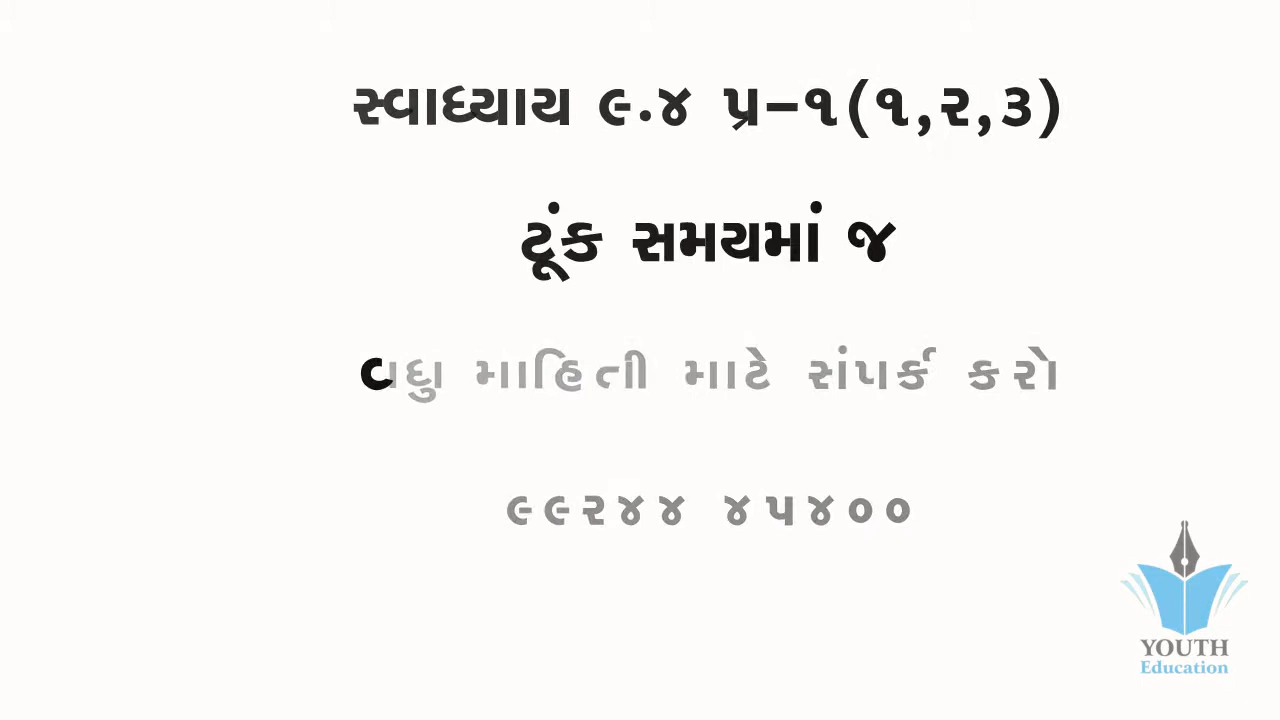 સ્વાધ્યાય ૯.૪ પ્ર-૧(૧,૨,૩)
ટૂંક સમયમાં જ
વધુ માહિતી માટે સંપર્ક કરો
૯૯૨૪૪ ૪૫૪૦૦
YOUTH
Education